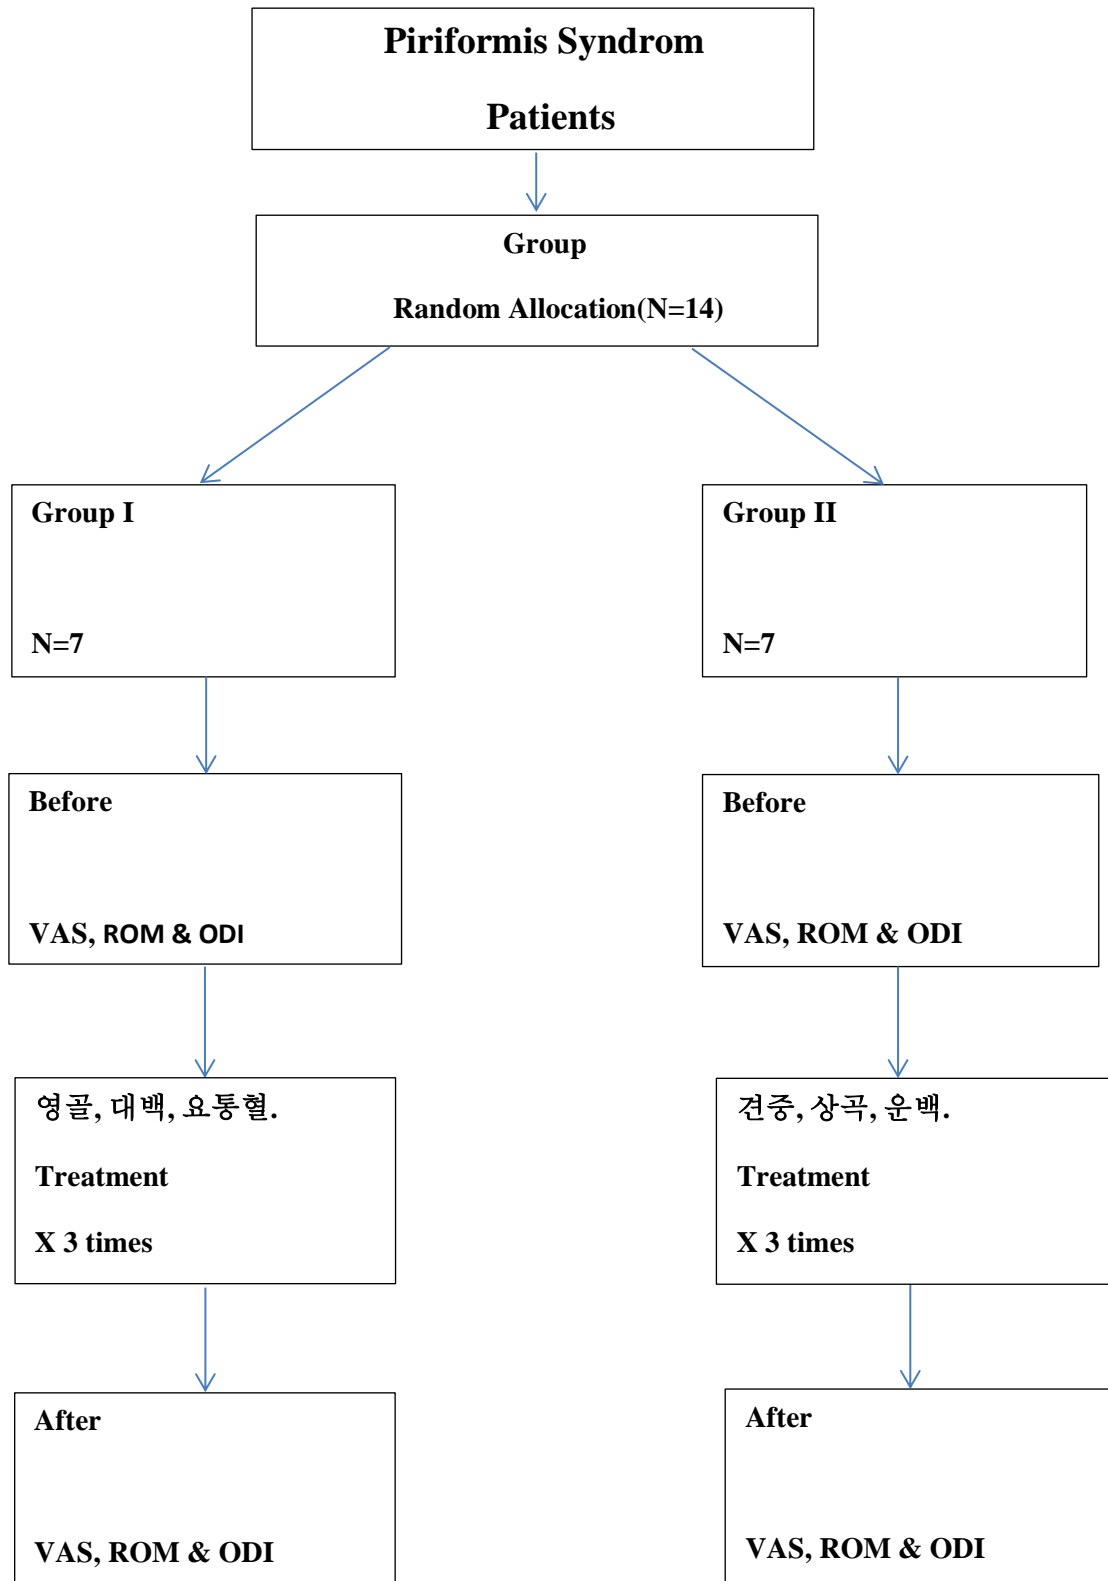 Piriformis Syndrom
Patients
Group
Random Allocation(N=14)
Group I
N=7
Group II
N=7
Before
VAS, ROM & ODI
Before
VAS, ROM & ODI
영골, 대백, 요통혈.
Treatment
X 3 times
견중, 상곡, 운백.
Treatment
X 3 times
After
VAS, ROM & ODI
After
VAS, ROM & ODI